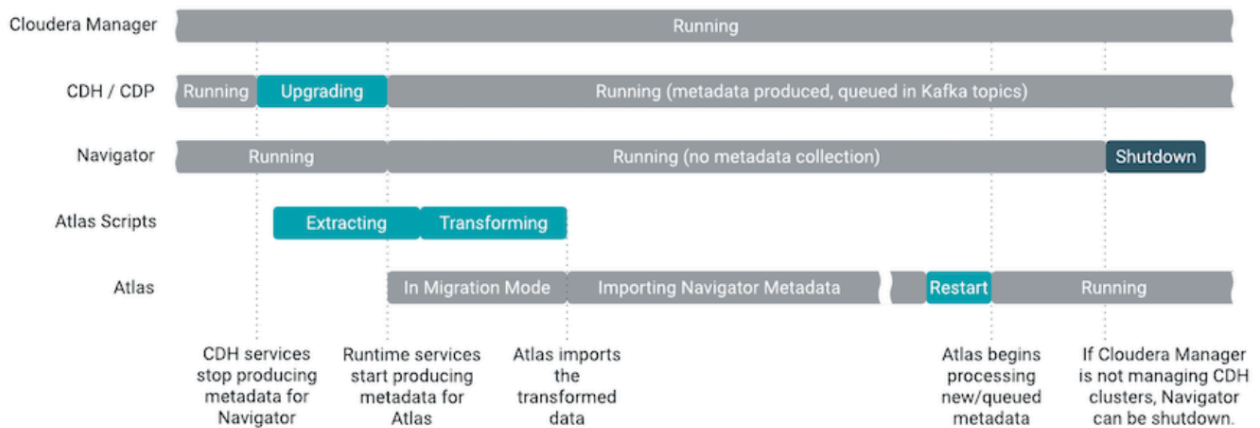 Cloudera Manager
Running
CDH / CDP
Running
Upgrading
Running (metadata produced, queued in Kafka topics)
Navigator
Running
Running (no metadata collection)
Shutdown
Atlas Scripts
Extracting
Transforming
Atlas
In Migration Mode
Importing Navigator Metadata
Restart
Running
CDH services
stop producing
metadata for
Navigator
Runtime services
start producing
metadata for
Atlas
Atlas imports
the
transformed
data
Atlas begins
processing
new/queued
metadata
If Cloudera Manager
is not managing CDH
clusters, Navigator
can be shutdown.